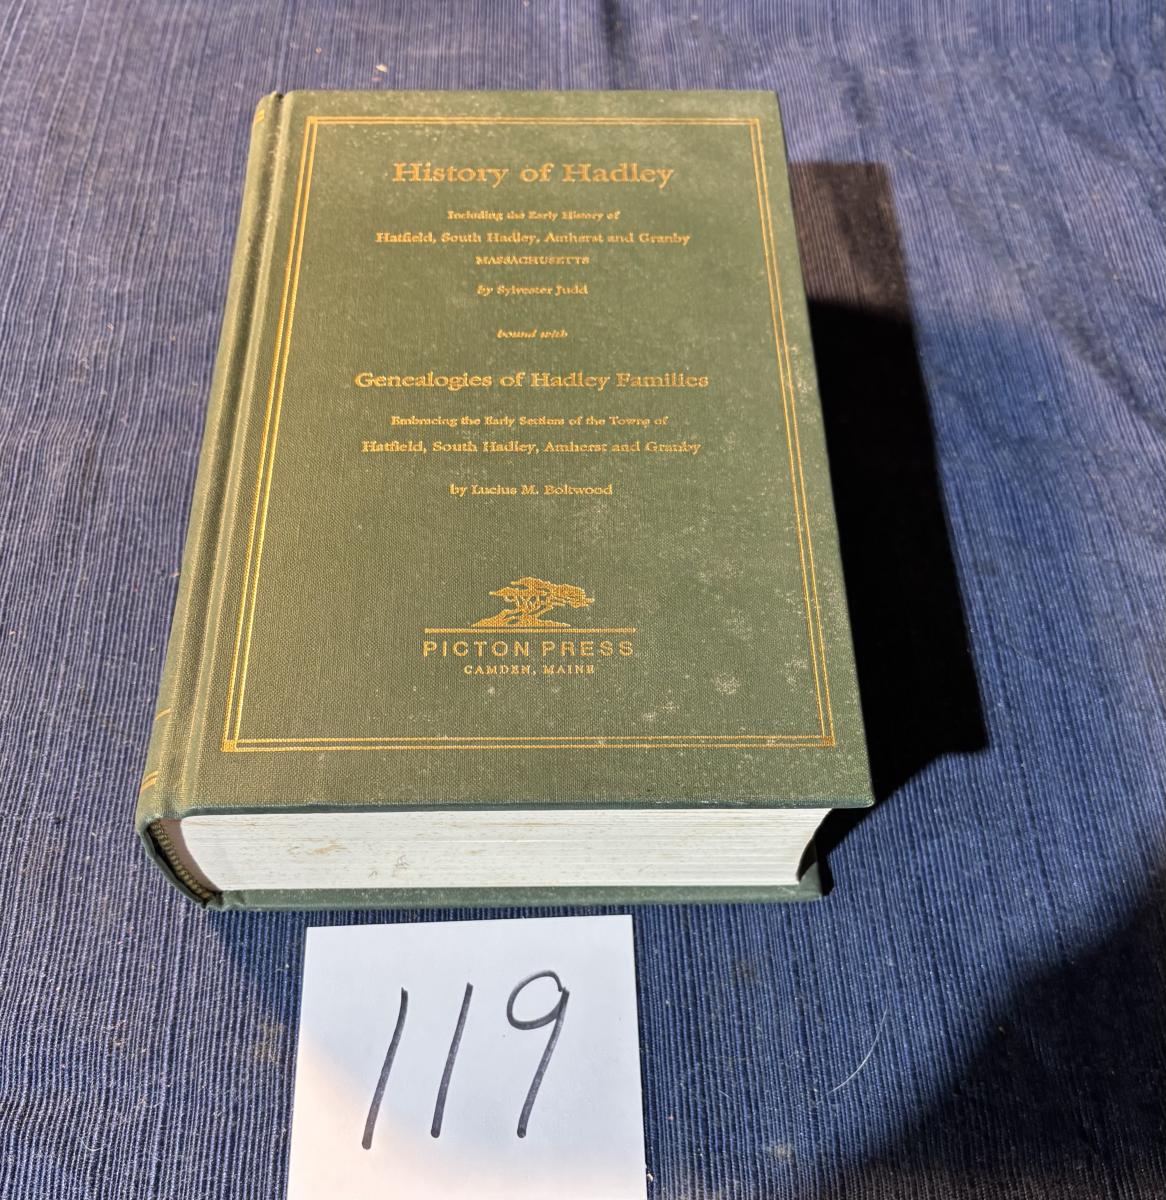 History of Hadley
Including the Early History of
Hatfield, South Hadley, Amherst and Granby
MASSACHUSETTS
by Sylvester Judd
bound with
Genealogies of Hadley Families
Embracing the Early Settlers of the Towns of
Hatfield, South Hadley, Amherst and Granby
by Lucius M. Boltwood
PICTON PRESS
CAMDEN, MAINE
119